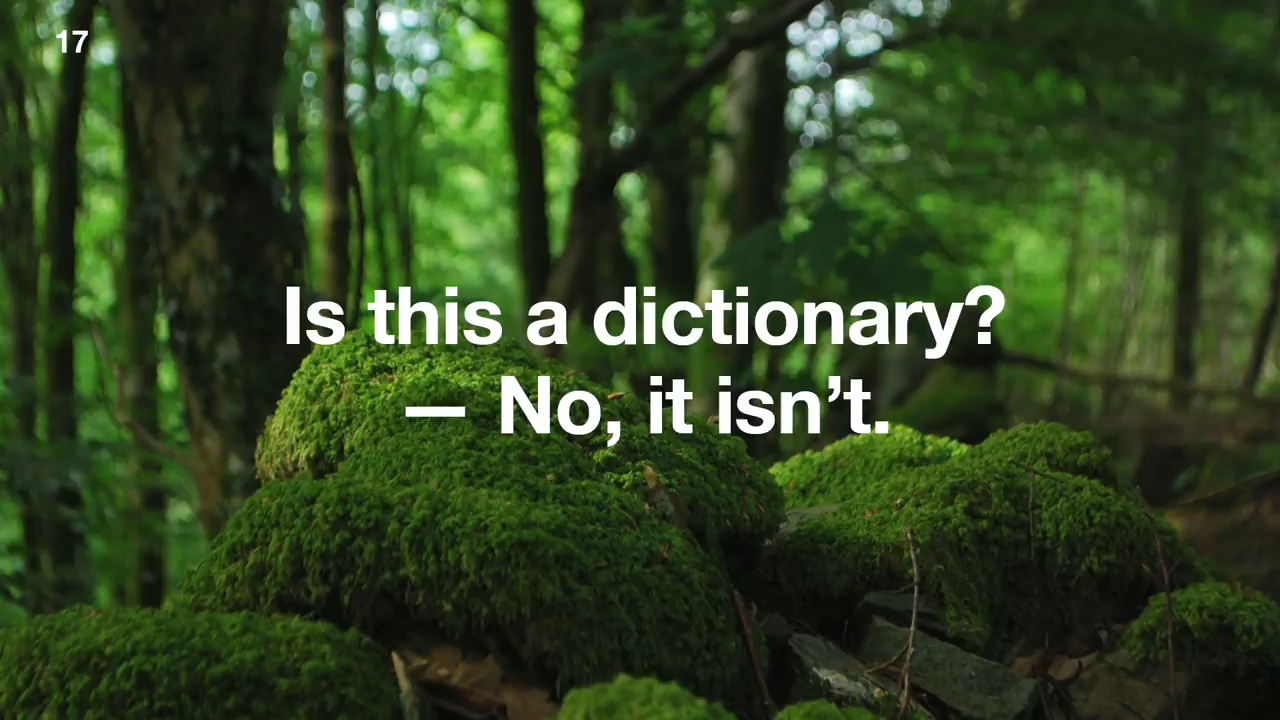 17
Is this a dictionary?
— No, it isn’t.